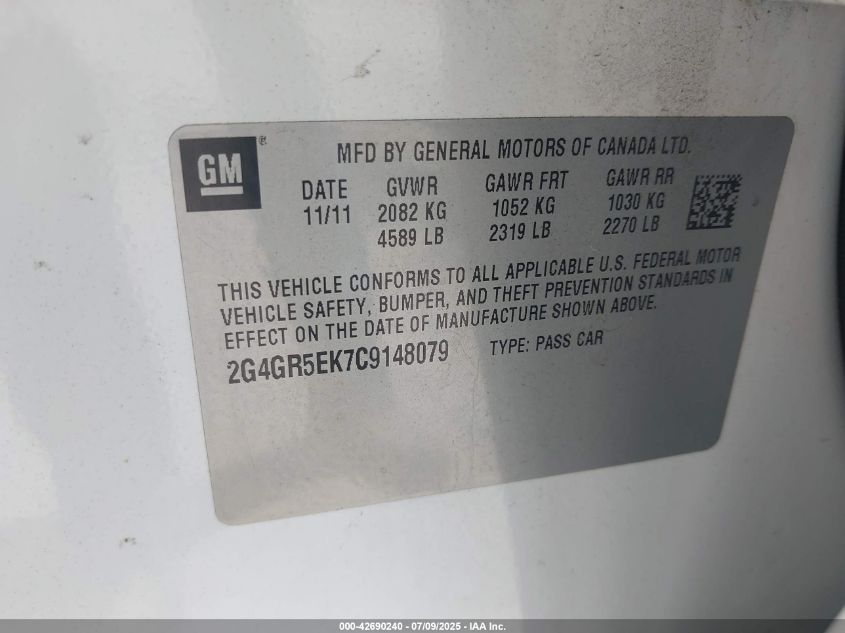 GM ®
MFD BY GENERAL MOTORS OF CANADA LTD.
DATE GVWR GAWR FRT GAWR RR
11/11 2082 KG 1052 KG 1030 KG
4589 LB 2319 LB 2270 LB
THIS VEHICLE CONFORMS TO ALL APPLICABLE U.S. FEDERAL MOTOR
VEHICLE SAFETY, BUMPER, AND THEFT PREVENTION STANDARDS IN
EFFECT ON THE DATE OF MANUFACTURE SHOWN ABOVE.
2G4GR5EK7C9148079 TYPE: PASS CAR
000-42690240 - 07/09/2025 - IAA Inc.